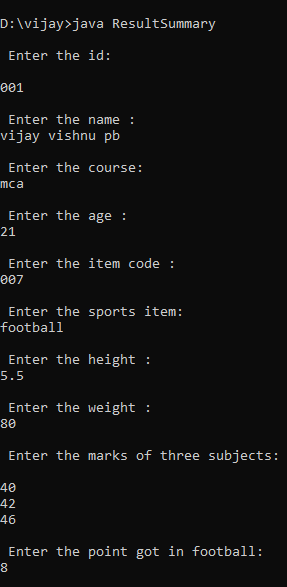 D:\vijay>java ResultSummary
Enter the id:
001
Enter the name :
vijay vishnu pb
Enter the course:
mca
Enter the age :
21
Enter the item code :
007
Enter the sports item:
football
Enter the height :
5.5
Enter the weight :
80
Enter the marks of three subjects:
40
42
46
Enter the point got in football:
8